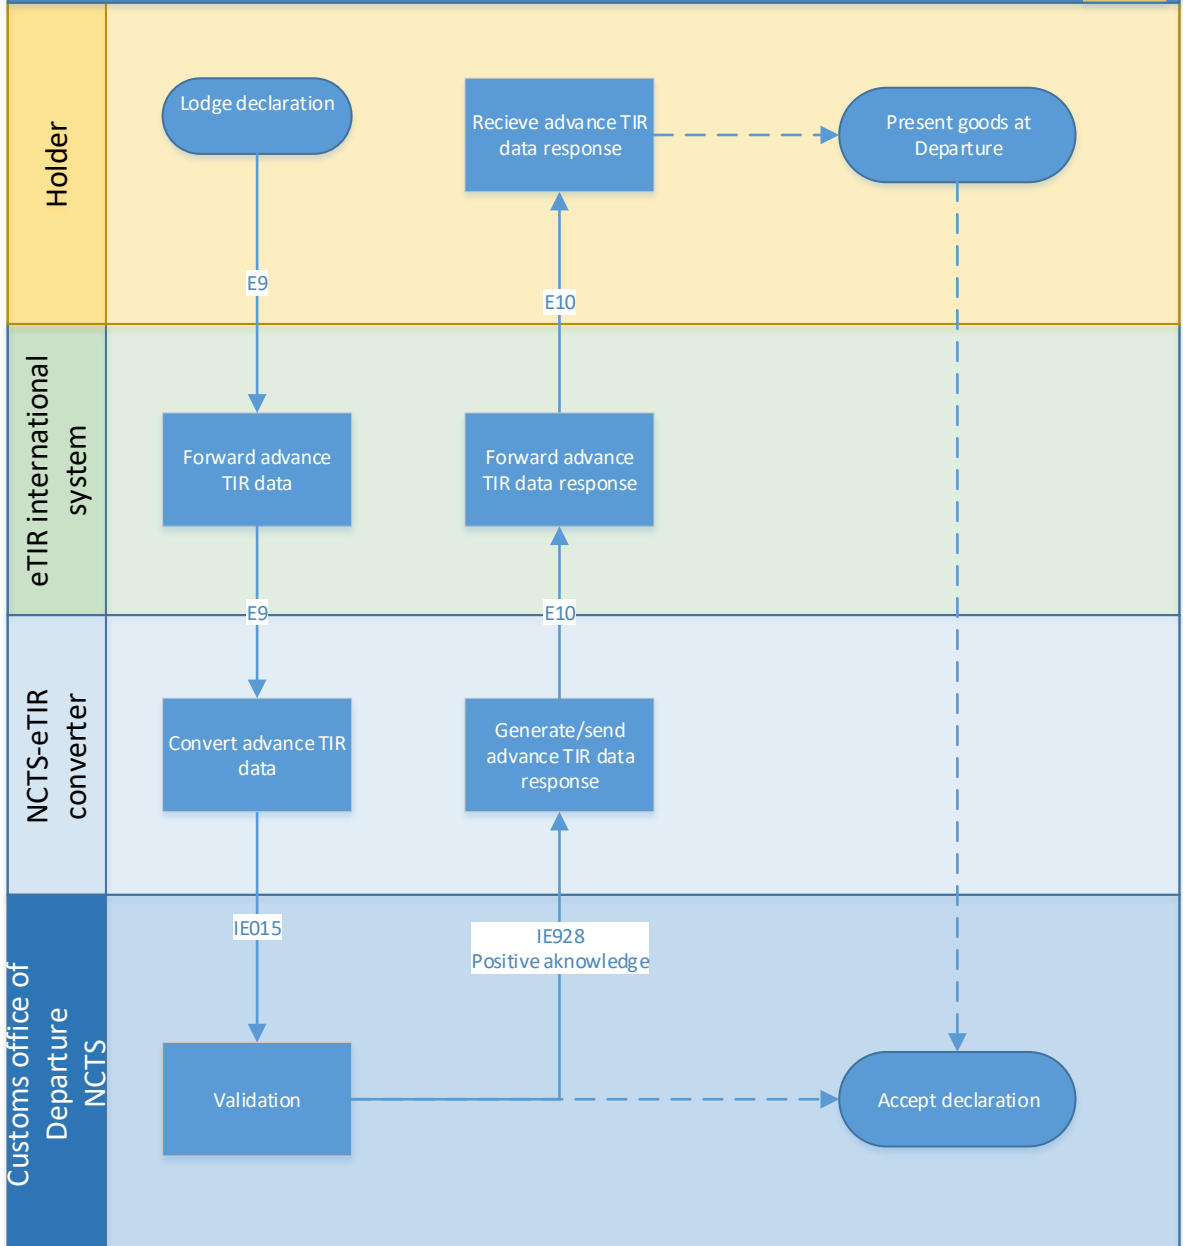 Holder
Lodge declaration
Recieve advance TIR
data response
Present goods at
Departure
E9
E10
eTIR international
system
Forward advance
TIR data
Forward advance
TIR data response
E9
E10
NCTS-eTIR
converter
Convert advance TIR
data
Generate/send
advance TIR data
response
IE015
IE928
Positive aknowledge
Customs office of
Departure
NCTS
Validation
Accept declaration